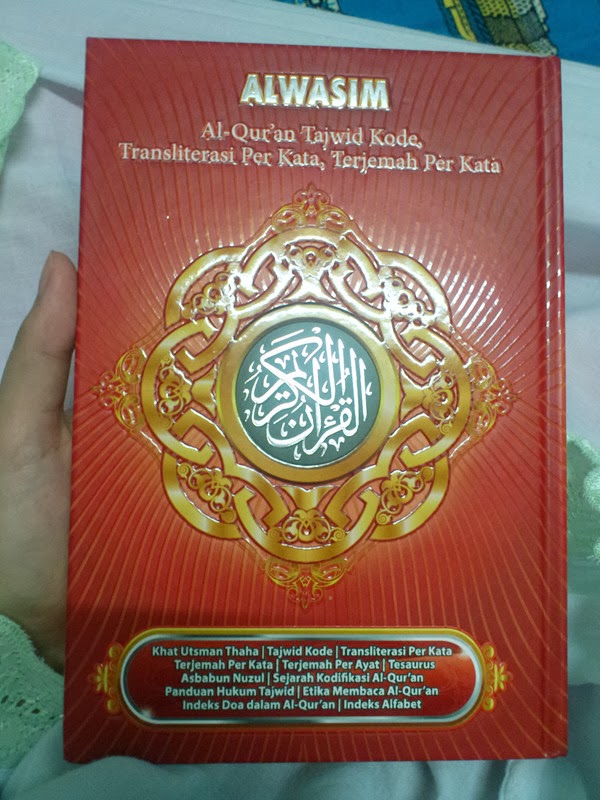 ALWASIM
Al-Qur'an Tajwid Kode,
Transliterasi Per Kata, Terjemah Per Kata
القرآن الكريم
Khat Utsman Thaha | Tajwid Kode | Transliterasi Per Kata
Terjemah Per Kata | Terjemah Per Ayat | Tesaurus
Asbabun Nuzul | Sejarah Kodifikasi Al-Qur'an
Panduan Hukum Tajwid | Etika Membaca Al-Qur'an
Indeks Doa dalam Al-Qur'an | Indeks Alfabet